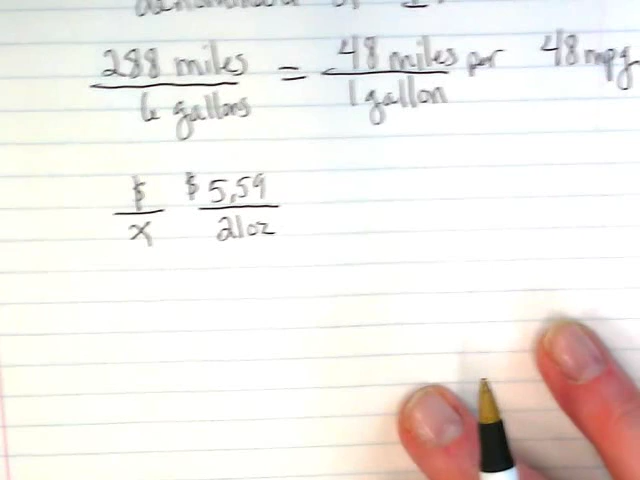 288 miles / 6 gallons = 48 miles / 1 gallon per 48 mpg
$ / x $5.59 / 21oz